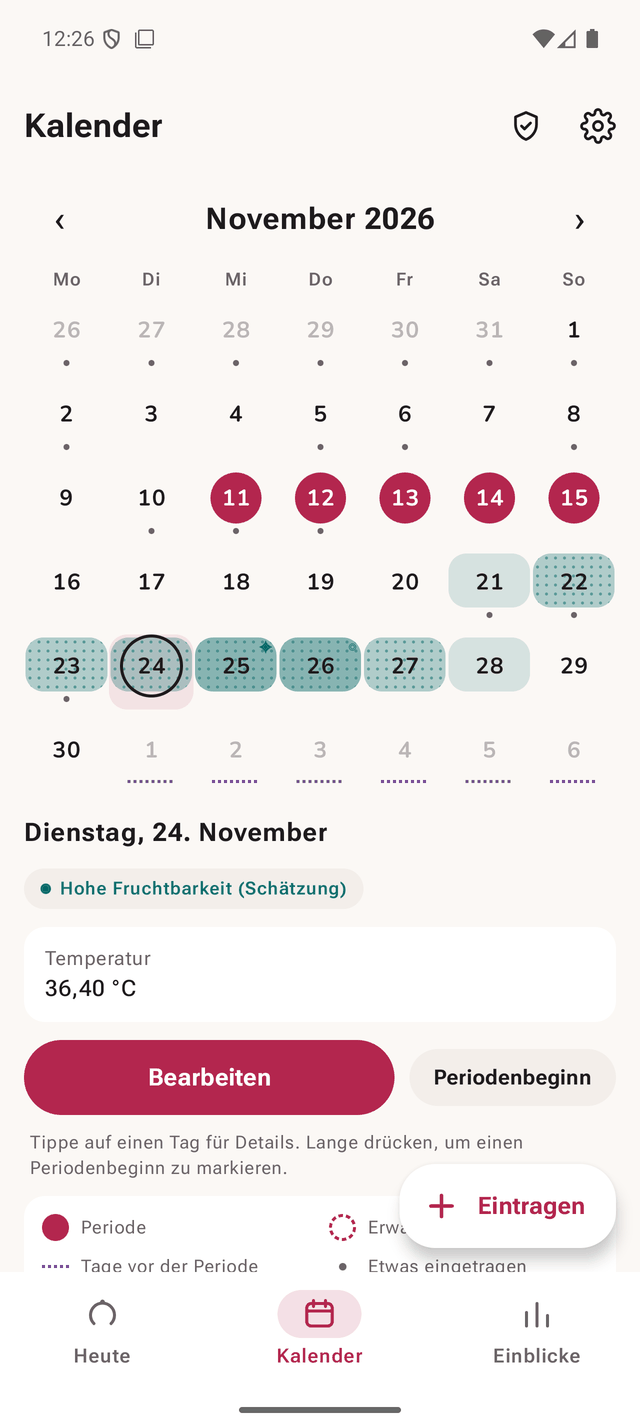 12:26
Kalender
‹ November 2026 ›
Mo Di Mi Do Fr Sa So
26 27 28 29 30 31 1
2 3 4 5 6 7 8
9 10 11 12 13 14 15
16 17 18 19 20 21 22
23 24 25 26 27 28 29
30 1 2 3 4 5 6
Dienstag, 24. November
Hohe Fruchtbarkeit (Schätzung)
Temperatur
36,40 °C
Bearbeiten Periodenbeginn
Tippe auf einen Tag für Details. Lange drücken, um einen
Periodenbeginn zu markieren.
+ Eintragen
Periode
Tage vor der Periode Etwas eingetragen
Heute Kalender Einblicke